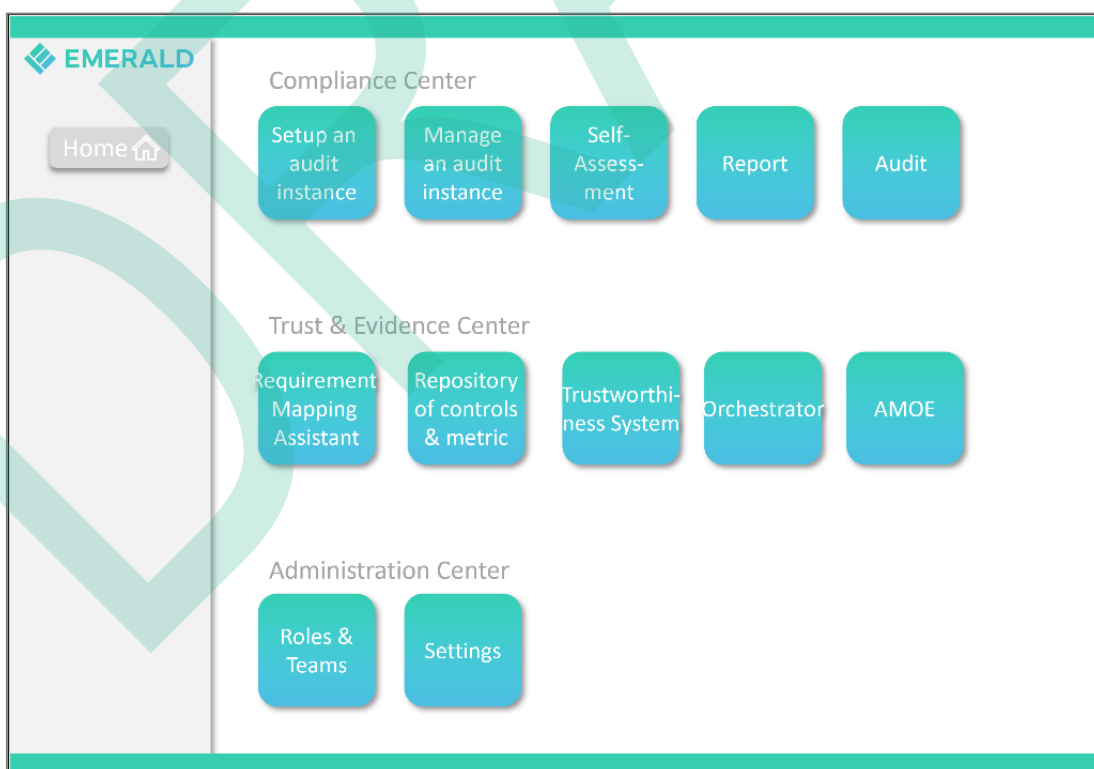 EMERALD
Home
Compliance Center
Setup an
audit
instance
Manage
an audit
instance
Self-
Assess-
ment
Report
Audit
Trust & Evidence Center
Requirement
Mapping
Assistant
Repository
of controls
& metric
Trustworthi-
ness System
Orchestrator
AMOE
Administration Center
Roles &
Teams
Settings